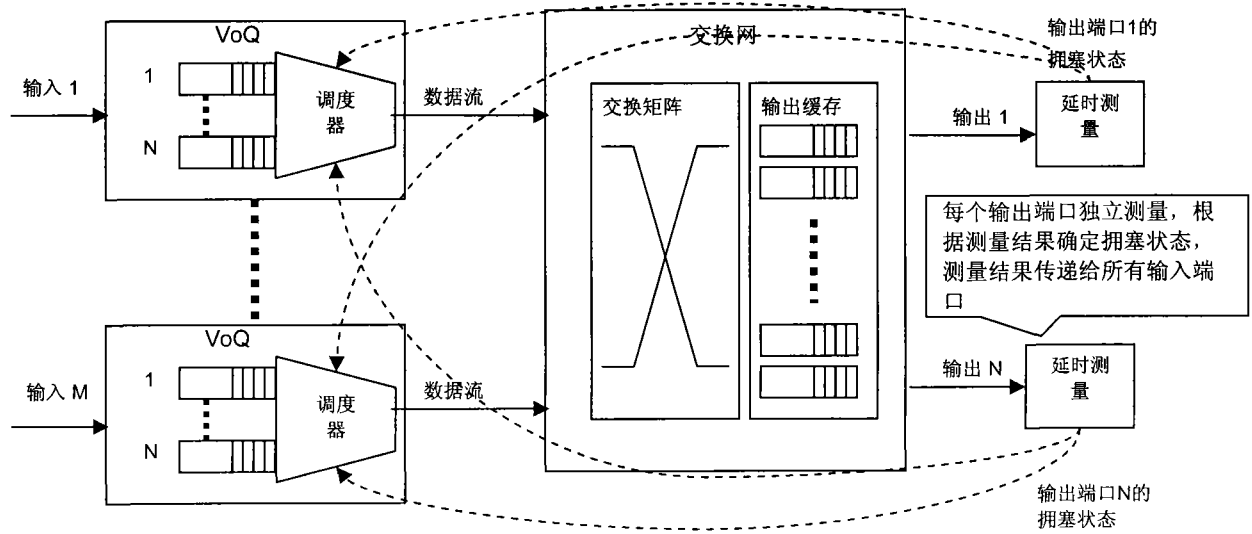 VoQ
输入 1
1
N
调度
器
数据流
交换网
交换矩阵
输出缓存
输出端口1的
拥塞状态
输出 1
延时测
量
每个输出端口独立测量，根
据测量结果确定拥塞状态，
测量结果传递给所有输入端
口
VoQ
输入 M
1
N
调度
器
数据流
输出 N
延时测
量
输出端口N的
拥塞状态